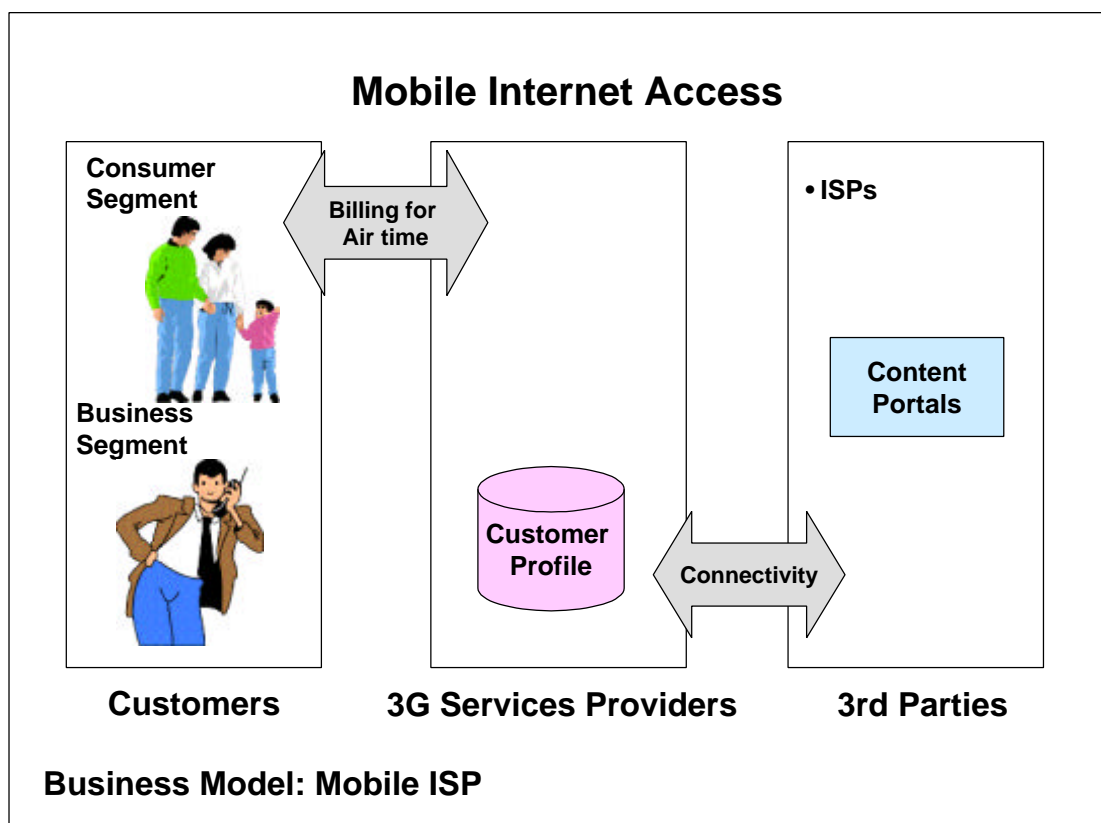 Mobile Internet Access
Consumer
Segment
Billing for
Air time
• ISPs
Content
Portals
Business
Segment
Customer
Profile
Connectivity
Customers
3G Services Providers
3rd Parties
Business Model: Mobile ISP